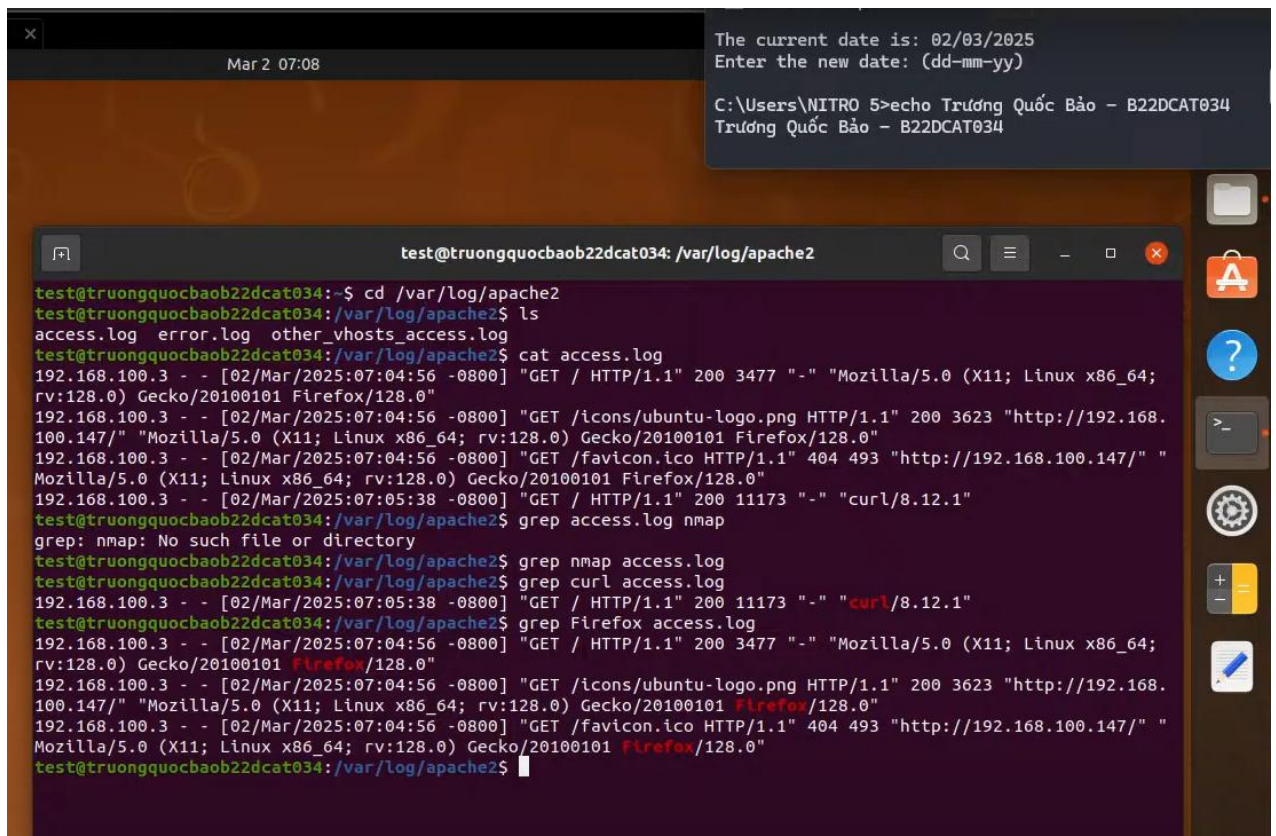 The current date is: 02/03/2025
Mar 2 07:08
Enter the new date: (dd-mm-yy)
C:\Users\NITRO 5>echo Trương Quốc Bảo - B22DCAT034
Trương Quốc Bảo - B22DCAT034
test@truongquocbaob22dcat034: /var/log/apache2
test@truongquocbaob22dcat034:~$ cd /var/log/apache2
test@truongquocbaob22dcat034:/var/log/apache2$ ls
access.log  error.log  other_vhosts_access.log
test@truongquocbaob22dcat034:/var/log/apache2$ cat access.log
192.168.100.3 - - [02/Mar/2025:07:04:56 -0800] "GET / HTTP/1.1" 200 3477 "-" "Mozilla/5.0 (X11; Linux x86_64;
rv:128.0) Gecko/20100101 Firefox/128.0"
192.168.100.3 - - [02/Mar/2025:07:04:56 -0800] "GET /icons/ubuntu-logo.png HTTP/1.1" 200 3623 "http://192.168.
100.147/" "Mozilla/5.0 (X11; Linux x86_64; rv:128.0) Gecko/20100101 Firefox/128.0"
192.168.100.3 - - [02/Mar/2025:07:04:56 -0800] "GET /favicon.ico HTTP/1.1" 404 493 "http://192.168.100.147/" "
Mozilla/5.0 (X11; Linux x86_64; rv:128.0) Gecko/20100101 Firefox/128.0"
192.168.100.3 - - [02/Mar/2025:07:05:38 -0800] "GET / HTTP/1.1" 200 11173 "-" "curl/8.12.1"
test@truongquocbaob22dcat034:/var/log/apache2$ grep access.log nmap
grep: nmap: No such file or directory
test@truongquocbaob22dcat034:/var/log/apache2$ grep nmap access.log
test@truongquocbaob22dcat034:/var/log/apache2$ grep curl access.log
192.168.100.3 - - [02/Mar/2025:07:05:38 -0800] "GET / HTTP/1.1" 200 11173 "-" "curl/8.12.1"
test@truongquocbaob22dcat034:/var/log/apache2$ grep Firefox access.log
192.168.100.3 - - [02/Mar/2025:07:04:56 -0800] "GET / HTTP/1.1" 200 3477 "-" "Mozilla/5.0 (X11; Linux x86_64;
rv:128.0) Gecko/20100101 Firefox/128.0"
192.168.100.3 - - [02/Mar/2025:07:04:56 -0800] "GET /icons/ubuntu-logo.png HTTP/1.1" 200 3623 "http://192.168.
100.147/" "Mozilla/5.0 (X11; Linux x86_64; rv:128.0) Gecko/20100101 Firefox/128.0"
192.168.100.3 - - [02/Mar/2025:07:04:56 -0800] "GET /favicon.ico HTTP/1.1" 404 493 "http://192.168.100.147/" "
Mozilla/5.0 (X11; Linux x86_64; rv:128.0) Gecko/20100101 Firefox/128.0"
test@truongquocbaob22dcat034:/var/log/apache2$